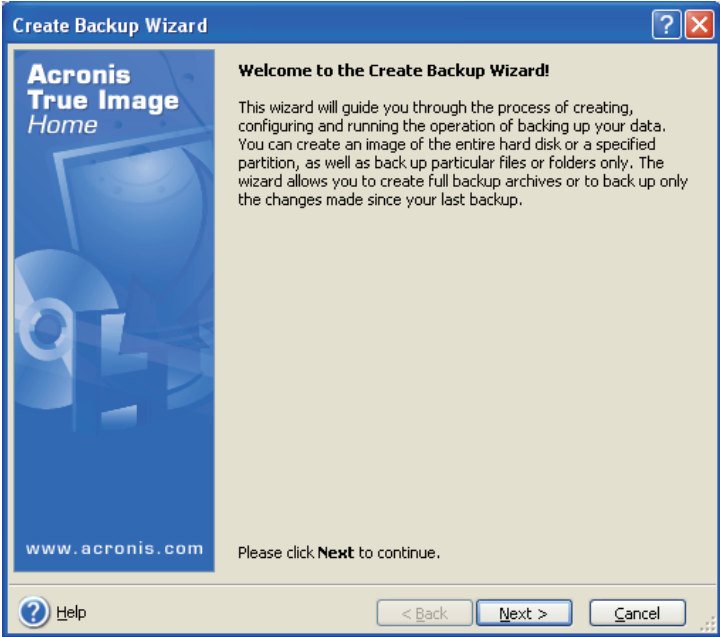 Create Backup Wizard
Acronis
True Image
Home
Welcome to the Create Backup Wizard!
This wizard will guide you through the process of creating,
configuring and running the operation of backing up your data.
You can create an image of the entire hard disk or a specified
partition, as well as back up particular files or folders only. The
wizard allows you to create full backup archives or to back up only
the changes made since your last backup.
www.acronis.com
Please click Next to continue.
Help
< Back
Next >
Cancel